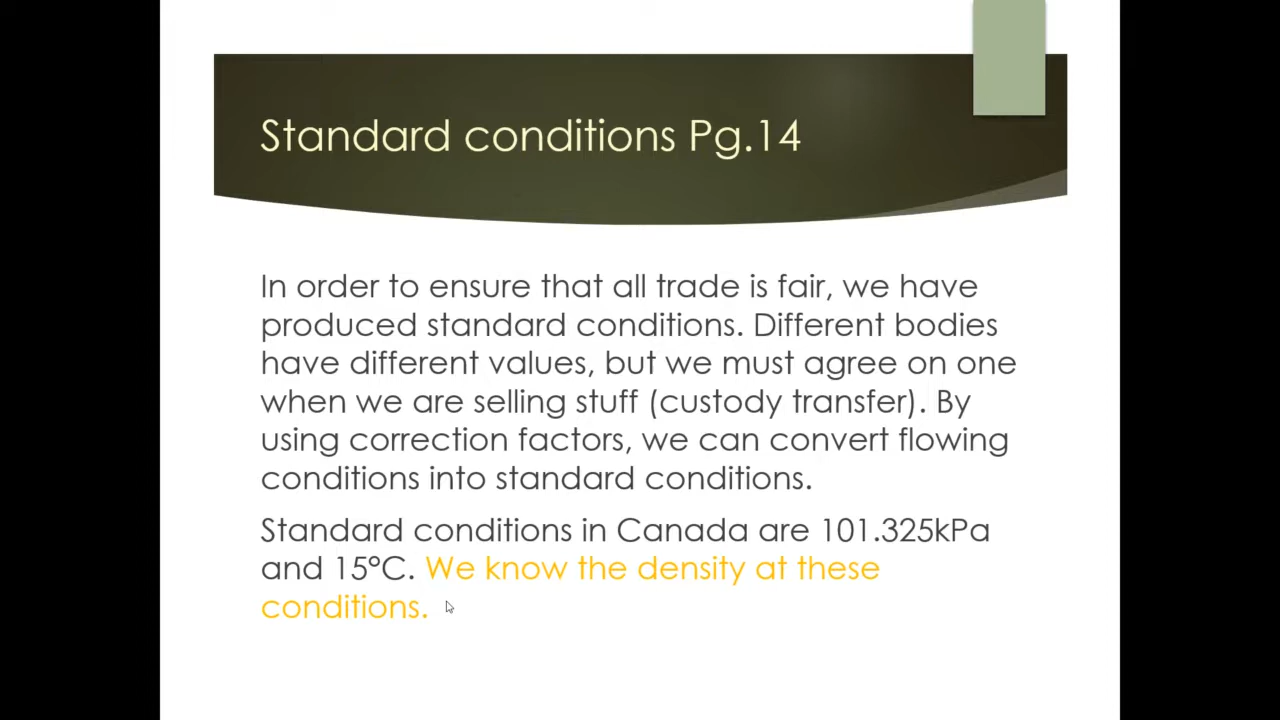 Standard conditions Pg.14
In order to ensure that all trade is fair, we have
produced standard conditions. Different bodies
have different values, but we must agree on one
when we are selling stuff (custody transfer). By
using correction factors, we can convert flowing
conditions into standard conditions.
Standard conditions in Canada are 101.325kPa
and 15°C. We know the density at these
conditions.